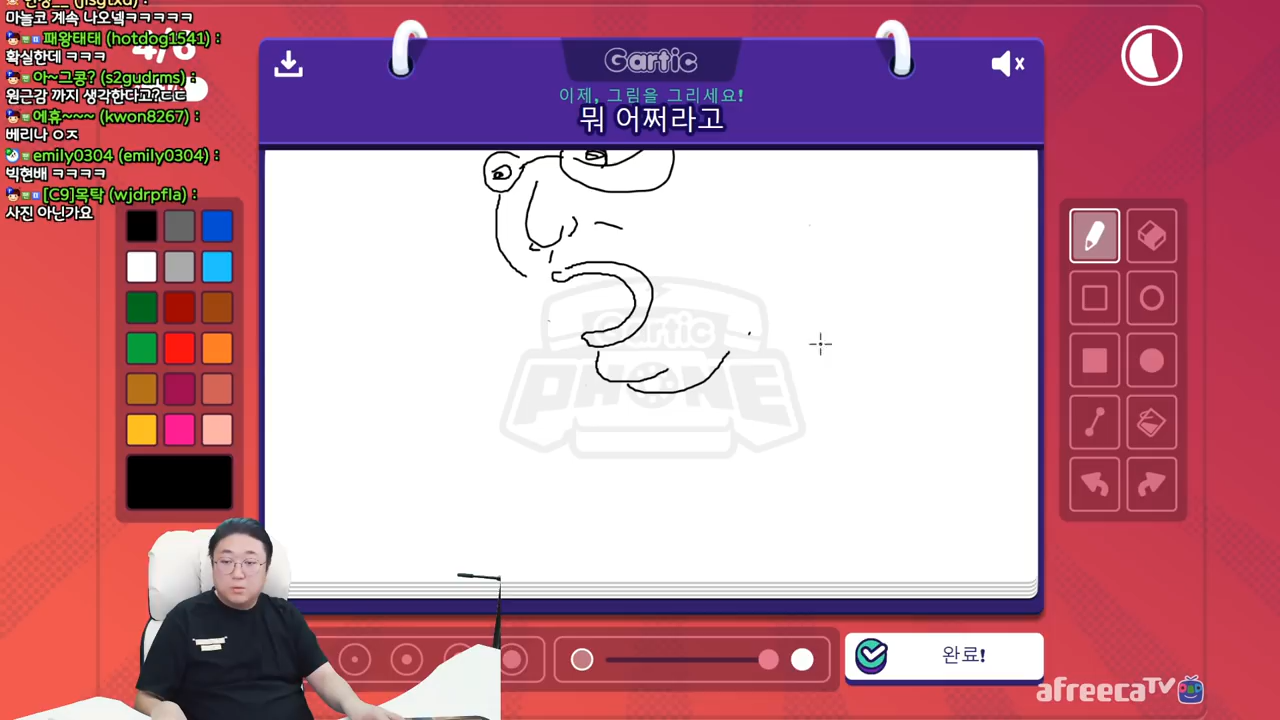 마늘코 계속 나오넼ㅋㅋㅋㅋㅋ
패왕태태 (hotdog1541) :
확실한데 ㅋㅋㅋ
아~그콩? (s2gudrms) :
원근감 까지 생각한다고?ㄷㄷ
에휴~~~ (kwon8267) :
베리나 ㅇㅈ
emily0304 (emily0304) :
빅현배 ㅋㅋㅋㅋ
[C9]목탁 (wjdrpfla) :
사진 아닌가요
Gartic
이제, 그림을 그리세요!
뭐 어쩌라고
Gartic
PHONE
완료!
afreecaTV